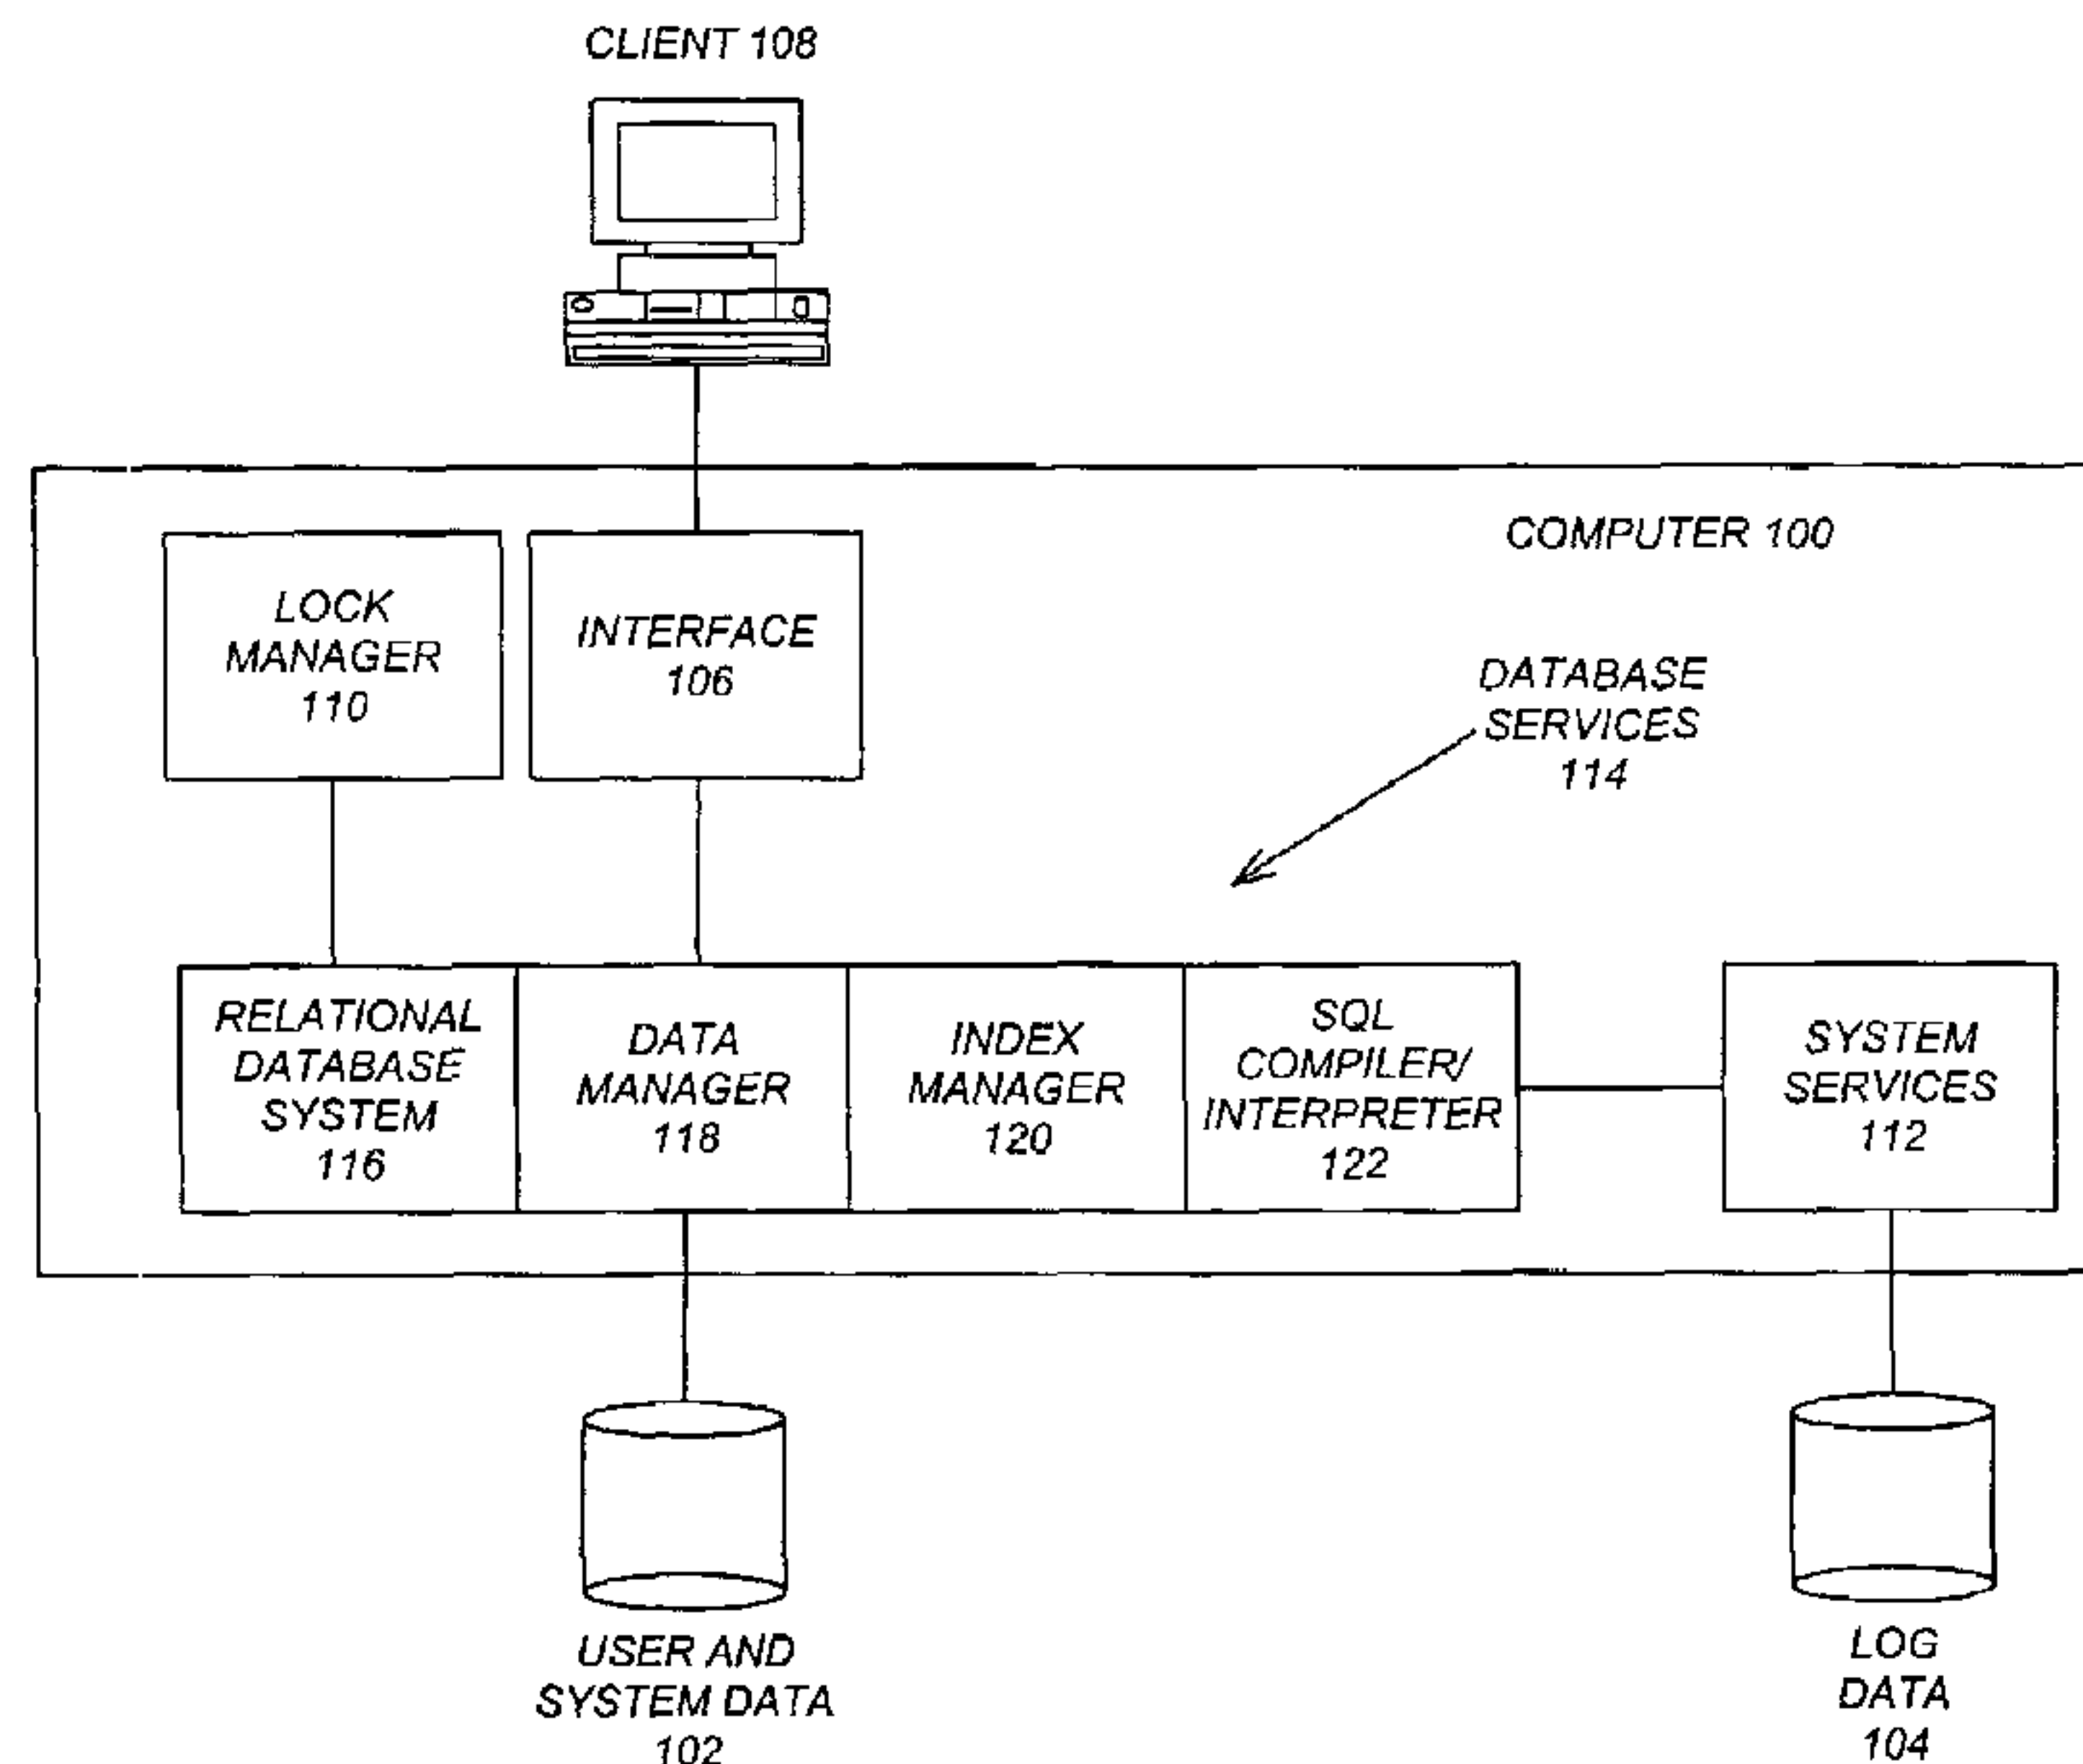 CLIENT 108
COMPUTER 100
LOCK
MANAGER
110
INTERFACE
106
DATABASE
SERVICES
114
RELATIONAL
DATABASE
SYSTEM
116
DATA
MANAGER
118
INDEX
MANAGER
120
SQL
COMPILER/
INTERPRETER
122
SYSTEM
SERVICES
112
USER AND
SYSTEM DATA
102
LOG
DATA
104